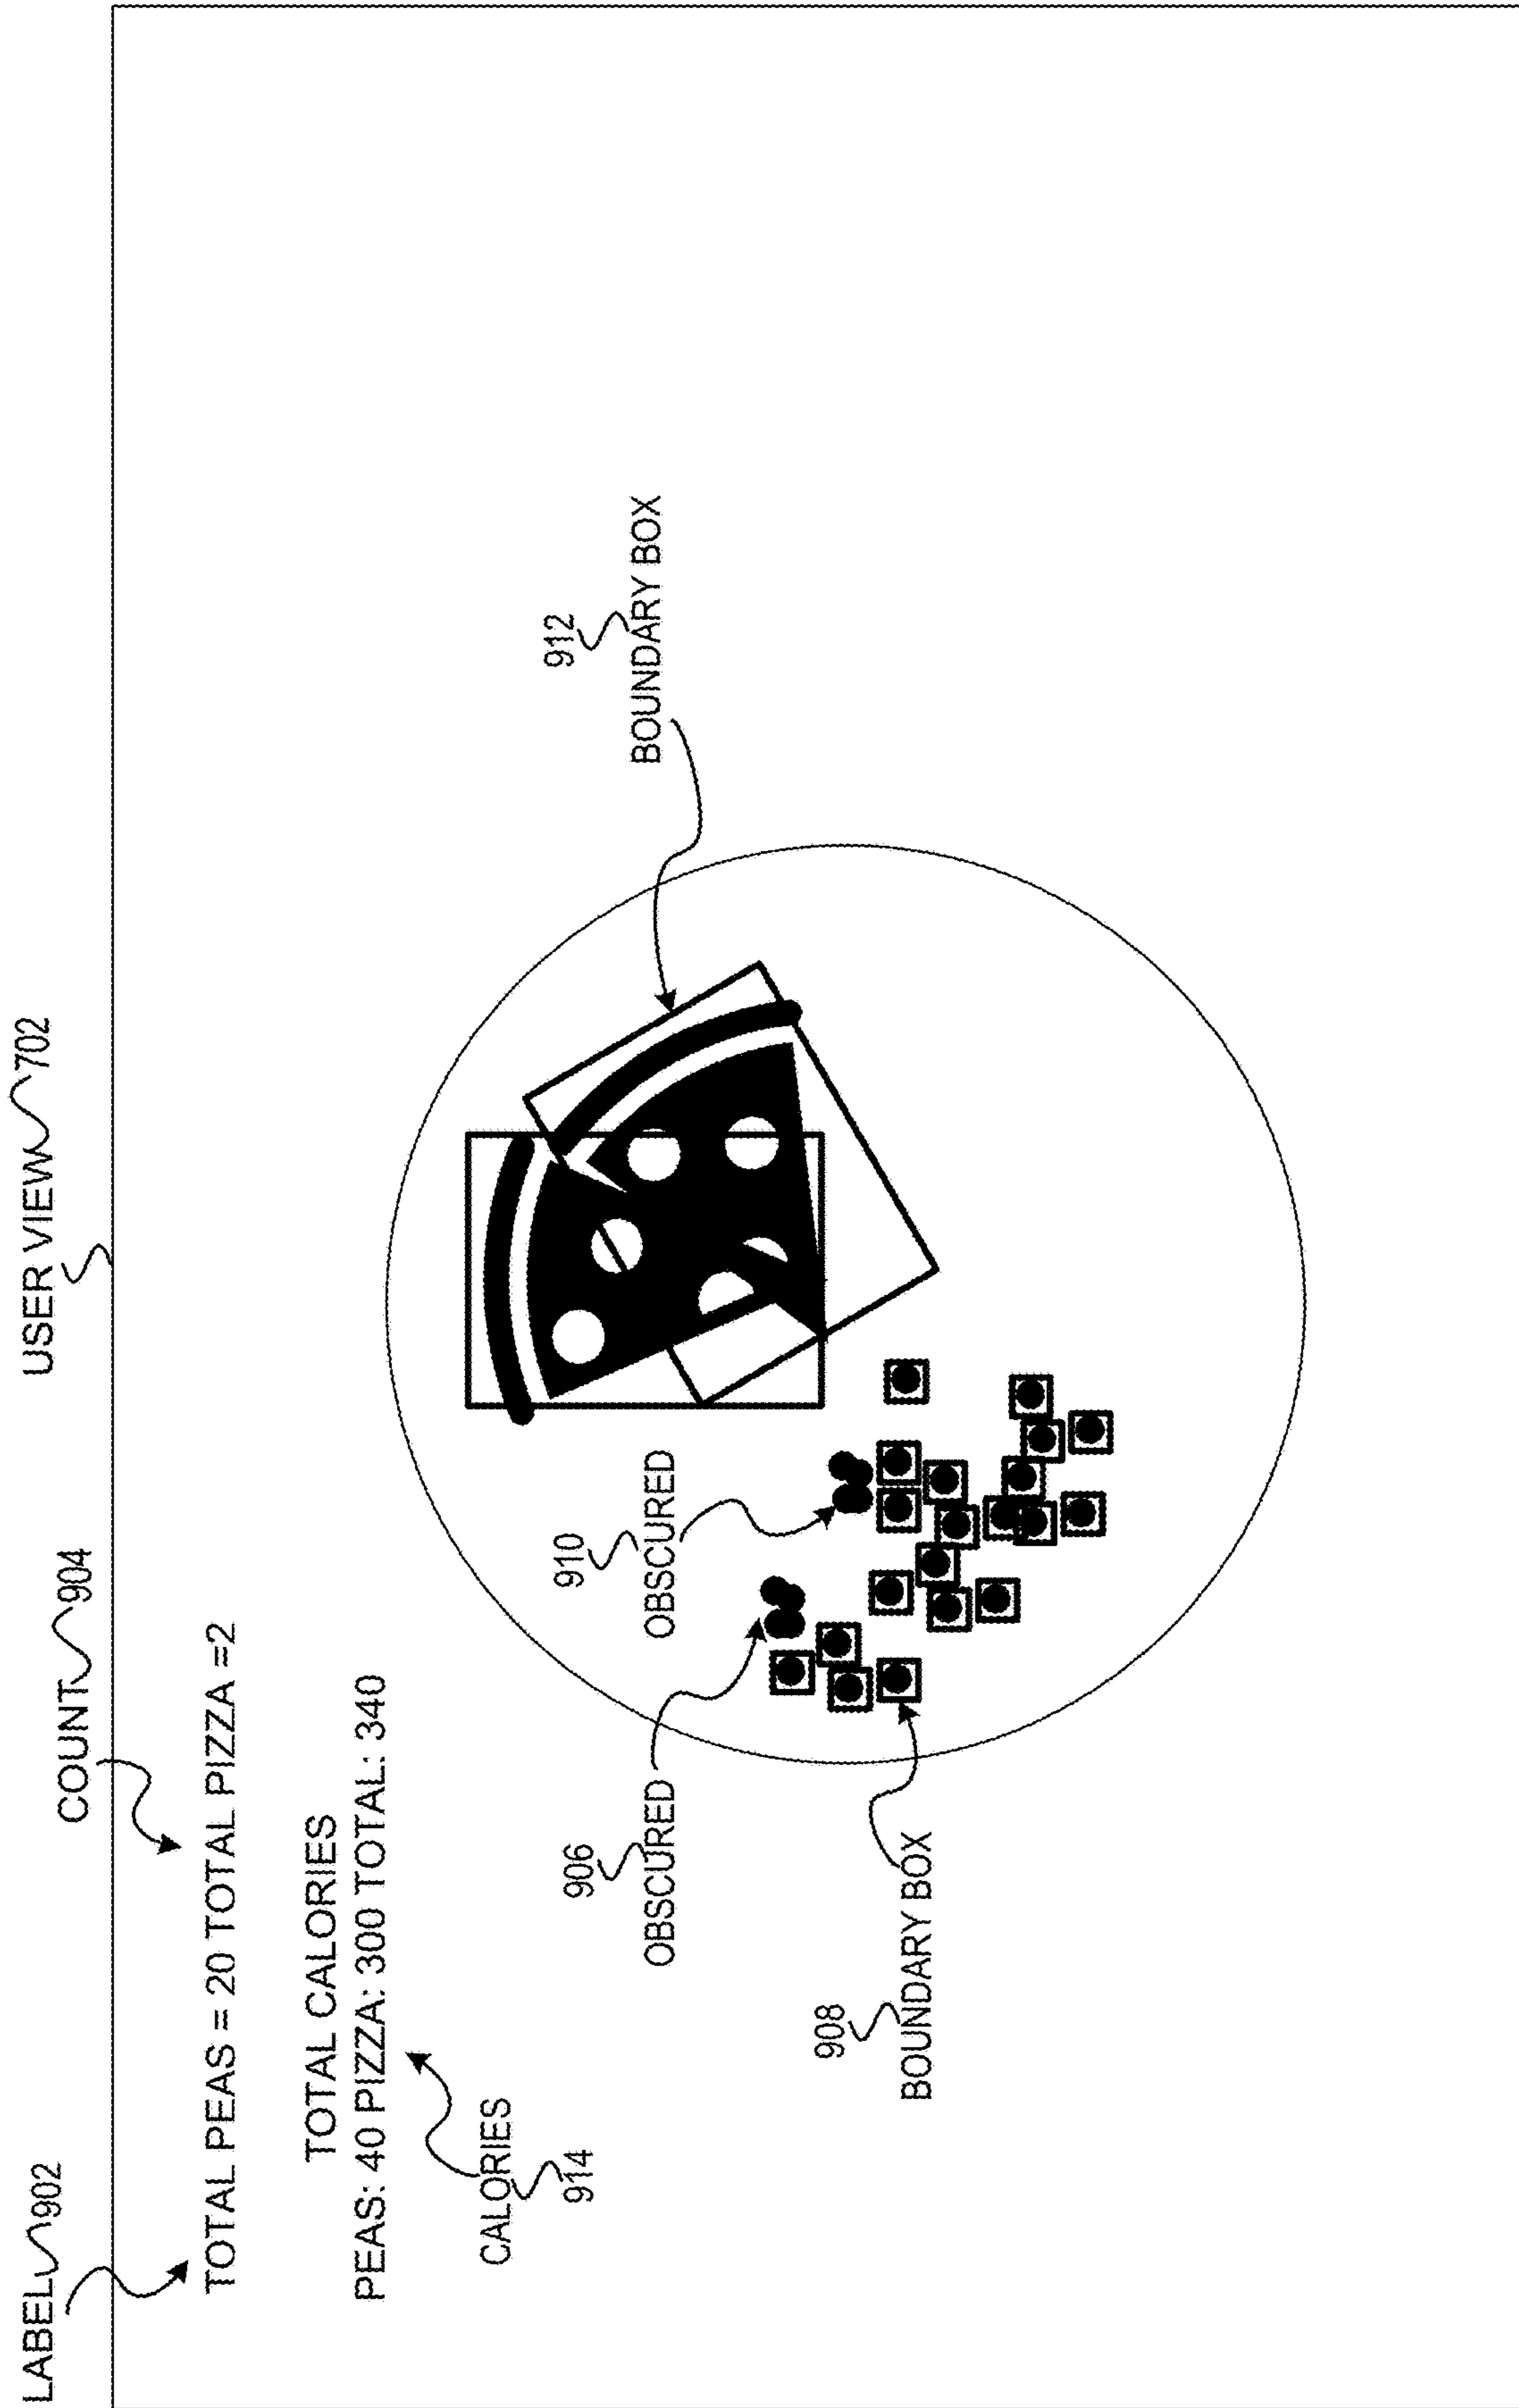 USER VIEW 702
LABEL 902
COUNT 904
TOTAL PEAS = 20 TOTAL PIZZA =2
TOTAL CALORIES
PEAS: 40 PIZZA: 300 TOTAL: 340
CALORIES
914
906
OBSCURED
910
OBSCURED
912
BOUNDARY BOX
908
BOUNDARY BOX